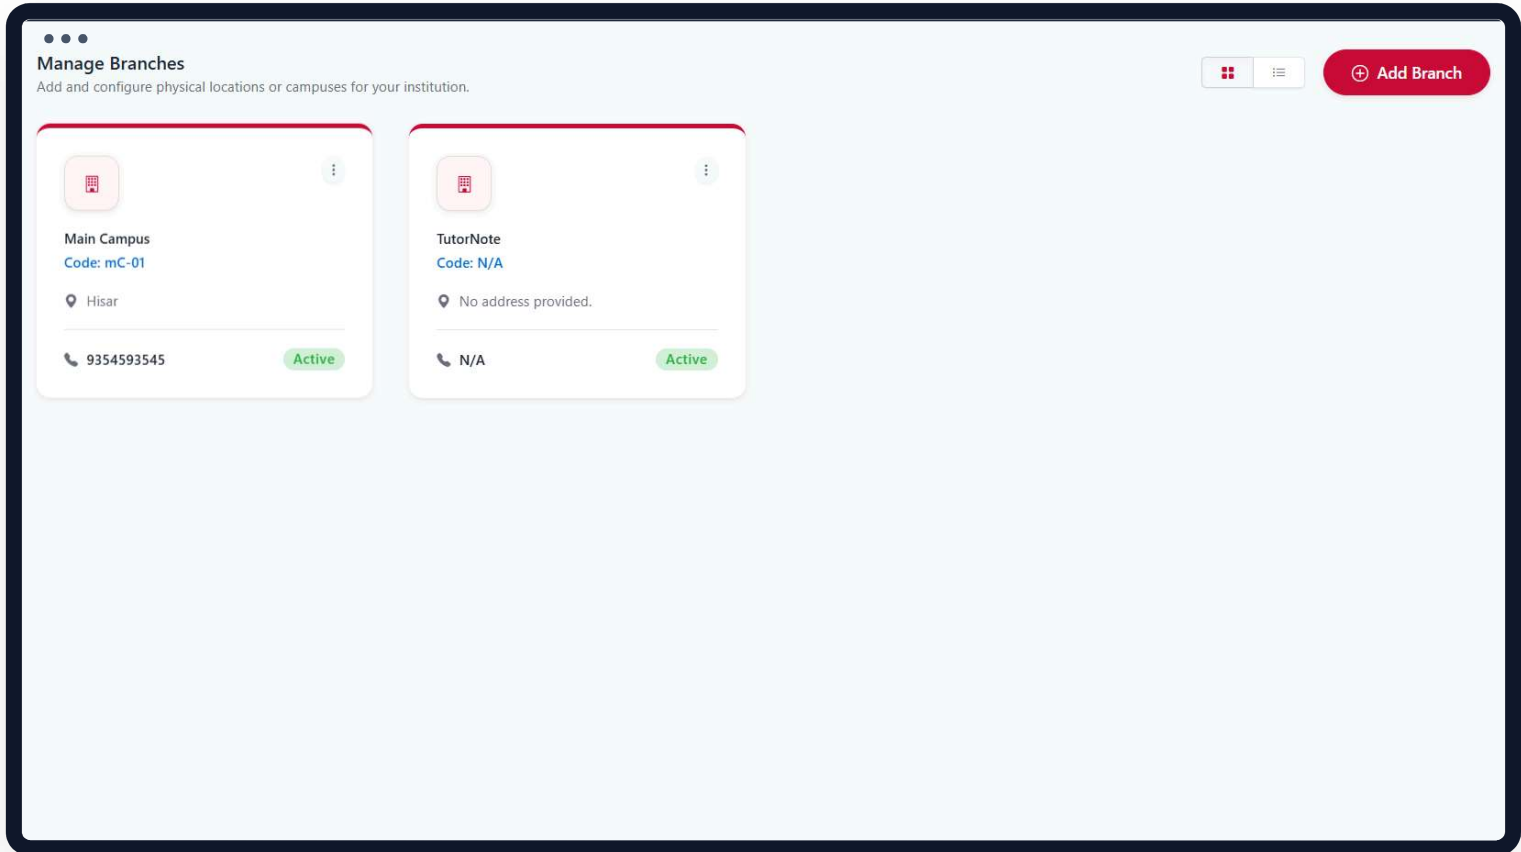 Manage Branches
Add and configure physical locations or campuses for your institution.
Add Branch
Main Campus
Code: mC-01
Hisar
9354593545
Active
TutorNote
Code: N/A
No address provided.
N/A
Active